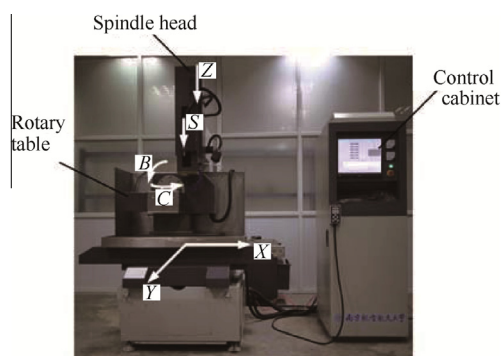 Spindle head
Z
Control
cabinet
S
Rotary
table
B
C
X
Y